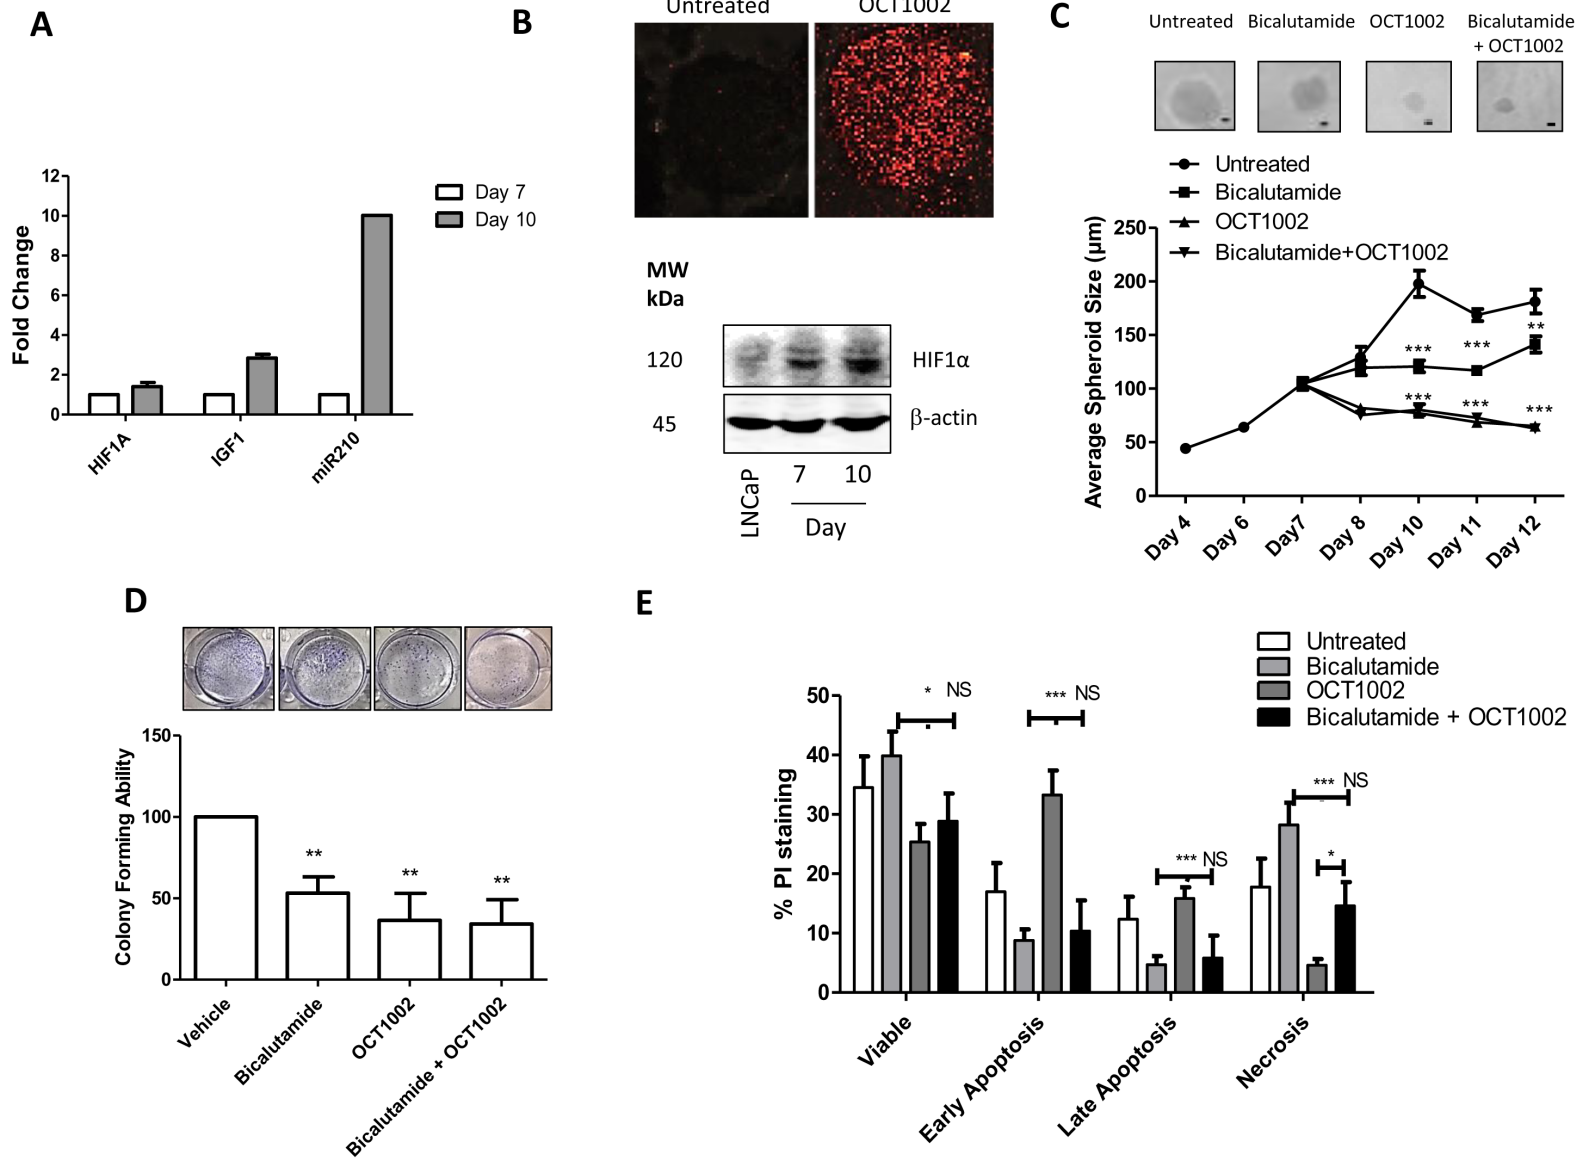 A
12
10
8
6
4
2
0
Fold Change
Day 7
Day 10
HIF1A
IGF1
miR210
B
Untreated
OCT1002
MW
kDa
120
HIF1α
45
β-actin
LNCaP
7
10
Day
C
Untreated
Bicalutamide
OCT1002
Bicalutamide
+ OCT1002
Untreated
Bicalutamide
OCT1002
Bicalutamide+OCT1002
Average Spheroid Size (μm)
250
200
150
100
50
0
**
***
***
***
***
***
Day 4
Day 6
Day7
Day 8
Day 10
Day 11
Day 12
D
Colony Forming Ability
150
100
50
0
**
**
**
Vehicle
Bicalutamide
OCT1002
Bicalutamide + OCT1002
E
Untreated
Bicalutamide
OCT1002
Bicalutamide + OCT1002
% PI staining
50
40
30
20
10
0
* NS
*** NS
*** NS
*** NS
*
Viable
Early Apoptosis
Late Apoptosis
Necrosis